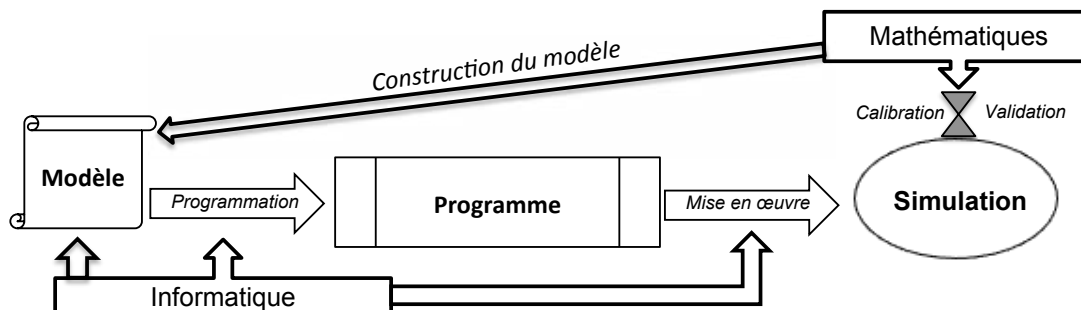 Mathématiques
Construction du modèle
Calibration
Validation
Modèle
Programmation
Programme
Mise en œuvre
Simulation
Informatique